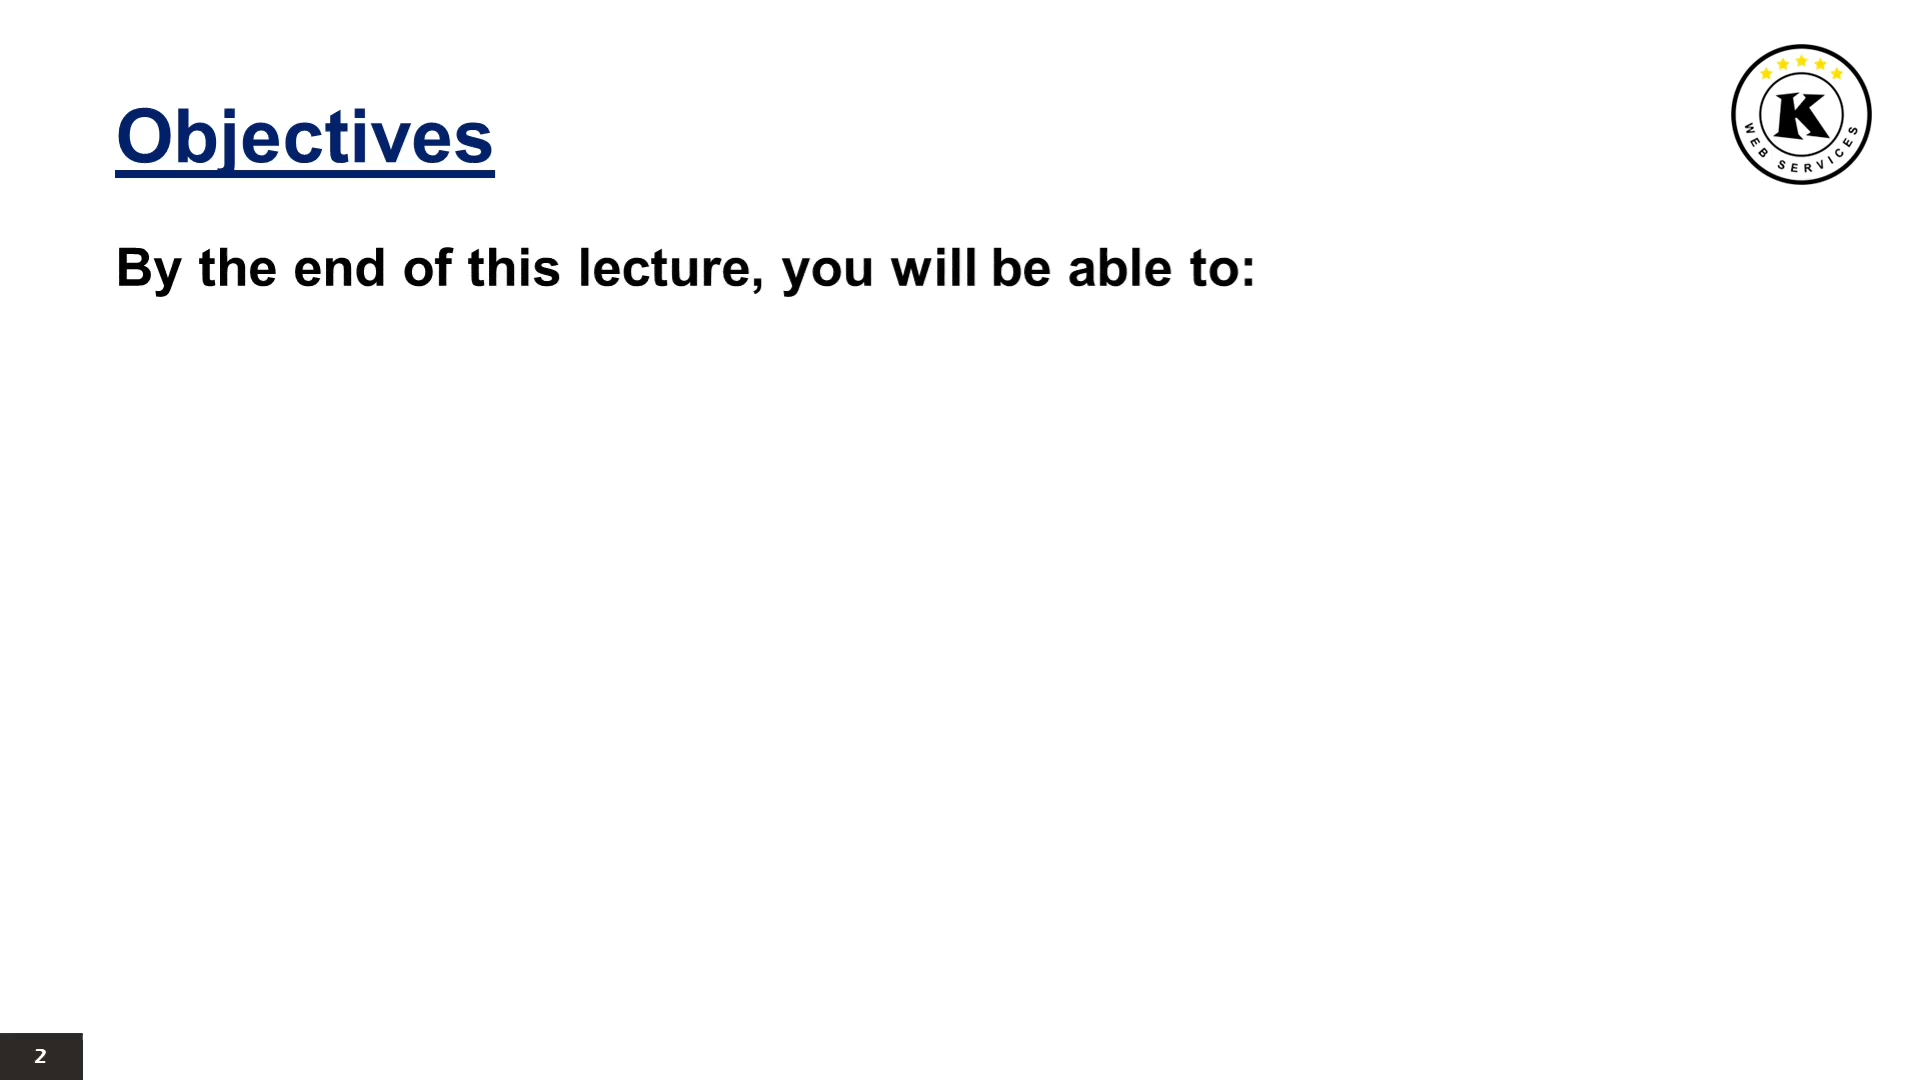 Objectives
K
WEB SERVICES
By the end of this lecture, you will be able to:
2